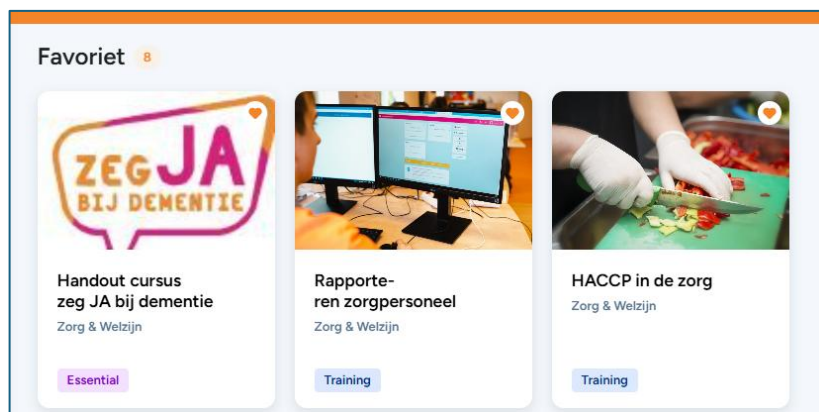 Favoriet 8
ZEG JA
BIJ DEMENTIE
Handout cursus
zeg JA bij dementie
Zorg & Welzijn
Essential
Rapporte-
ren zorgpersoneel
Zorg & Welzijn
Training
HACCP in de zorg
Zorg & Welzijn
Training